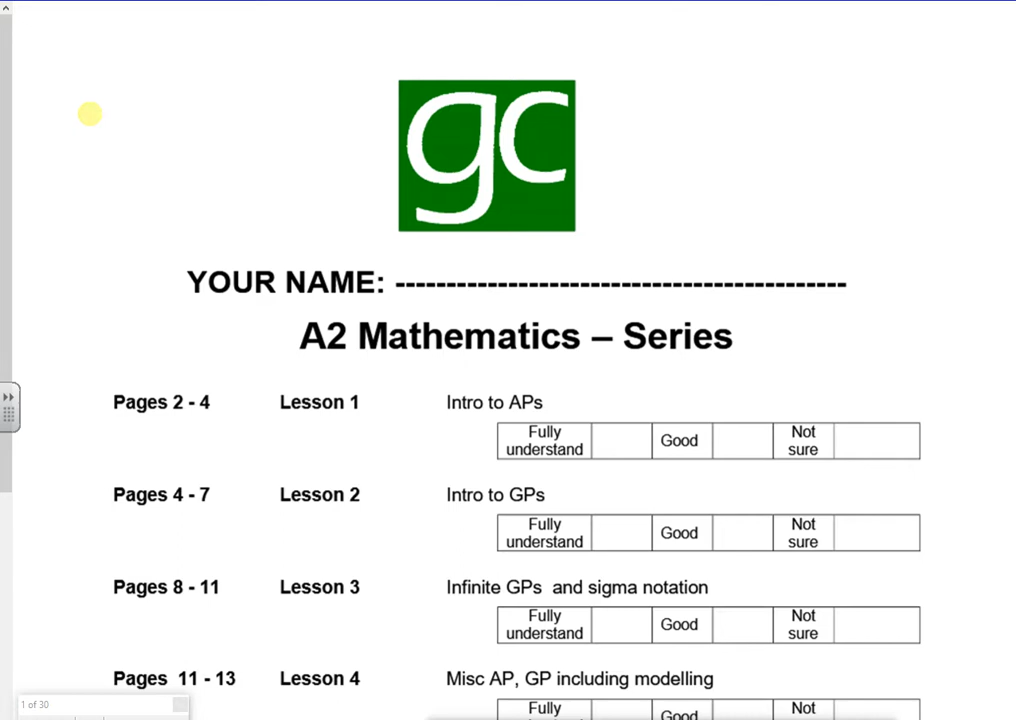 gc
YOUR NAME: --------------------------------------------
A2 Mathematics – Series
Pages 2 - 4 Lesson 1 Intro to APs
Fully understand Good Not sure
Pages 4 - 7 Lesson 2 Intro to GPs
Fully understand Good Not sure
Pages 8 - 11 Lesson 3 Infinite GPs and sigma notation
Fully understand Good Not sure
Pages 11 - 13 Lesson 4 Misc AP, GP including modelling
Fully Good Not
1 of 30